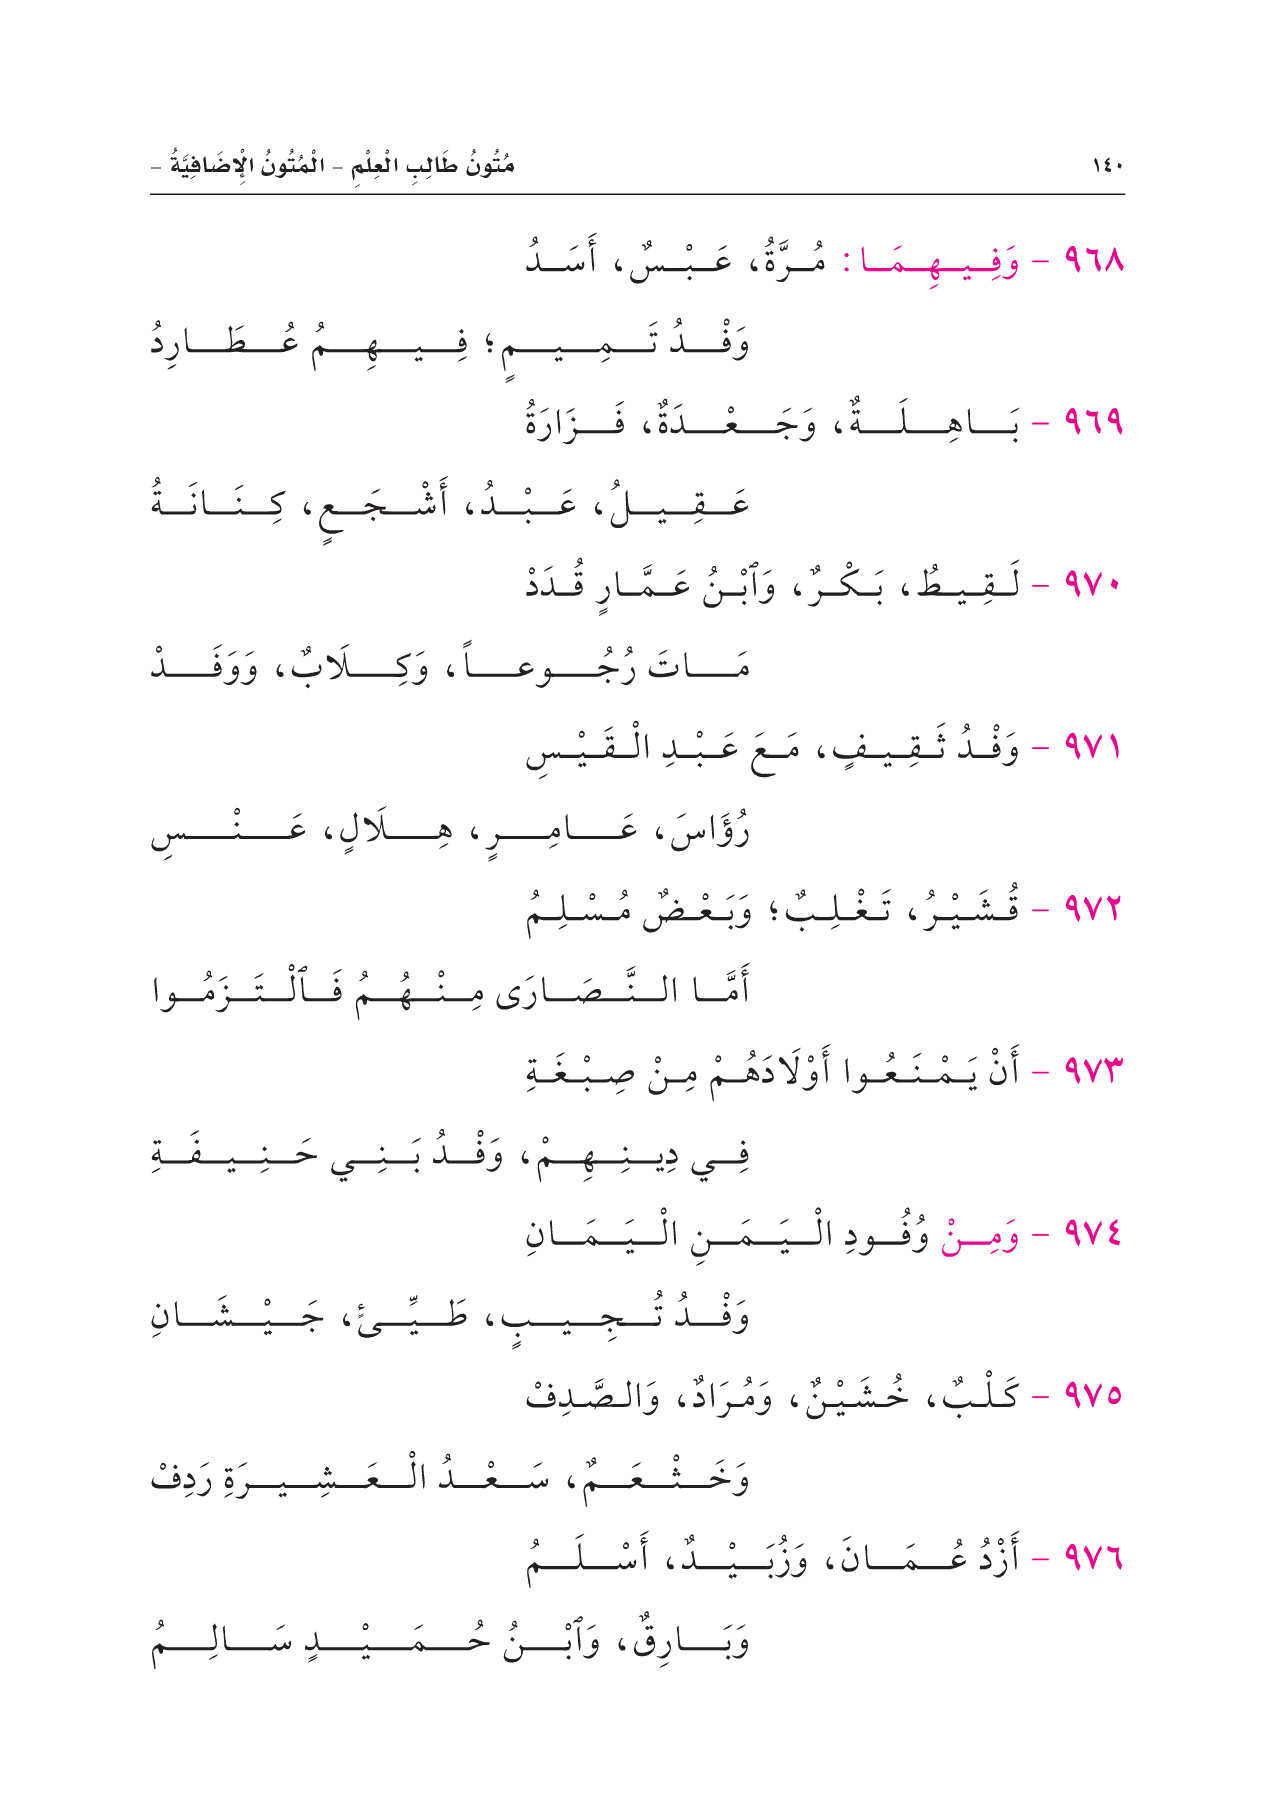 ١٤٠ مُتُونُ طَالِبِ الْعِلْمِ – الْمُتُونُ الْإِضَافِيَّةُ –
٩٦٨ – وَفِيهِمَا: مُرَّةُ، عَبْسٌ، أَسَدُ
وَفْدُ تَمِيمٍ؛ فِيهِمُ عُطَارِدُ
٩٦٩ – بَاهِلَةٌ، وَجَعْدَةٌ، فَزَارَةُ
عَقِيلُ، عَبْدُ، أَشْجَعٍ، كِنَانَةُ
٩٧٠ – لَقِيطُ، بَكْرٌ، وَٱبْنُ عَمَّارٍ قُدَدْ
مَاتَ رُجُوعاً، وَكِلَابٌ، وَوَفَدْ
٩٧١ – وَفْدُ ثَقِيفٍ، مَعَ عَبْدِ الْقَيْسِ
رُؤَاسَ، عَامِرٍ، هِلَالٍ، عَنْسِ
٩٧٢ – قُشَيْرُ، تَغْلِبٌ؛ وَبَعْضٌ مُسْلِمُ
أَمَّا النَّصَارَى مِنْهُمُ فَٱلْتَزَمُوا
٩٧٣ – أَنْ يَمْنَعُوا أَوْلَادَهُمْ مِنْ صِبْغَةِ
فِي دِينِهِمْ، وَفْدُ بَنِي حَنِيفَةِ
٩٧٤ – وَمِنْ وُفُودِ الْيَمَنِ الْيَمَانِ
وَفْدُ تُجِيبٍ، طَيِّئٍ، جَيْشَانِ
٩٧٥ – كَلْبٌ، خُشَيْنٌ، وَمُرَادٌ، وَالصَّدِفْ
وَخَثْعَمٌ، سَعْدُ الْعَشِيرَةِ رَدِفْ
٩٧٦ – أَزْدُ عُمَانَ، وَزُبَيْدٌ، أَسْلَمُ
وَبَارِقٌ، وَٱبْنُ حُمَيْدٍ سَالِمُ